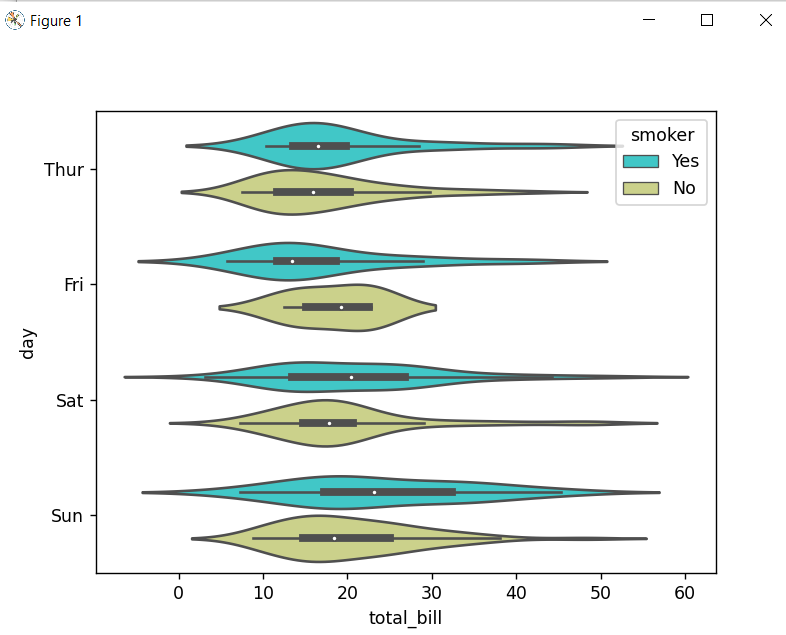 Figure 1
smoker
Yes
No
Thur
Fri
Sat
Sun
day
0 10 20 30 40 50 60
total_bill